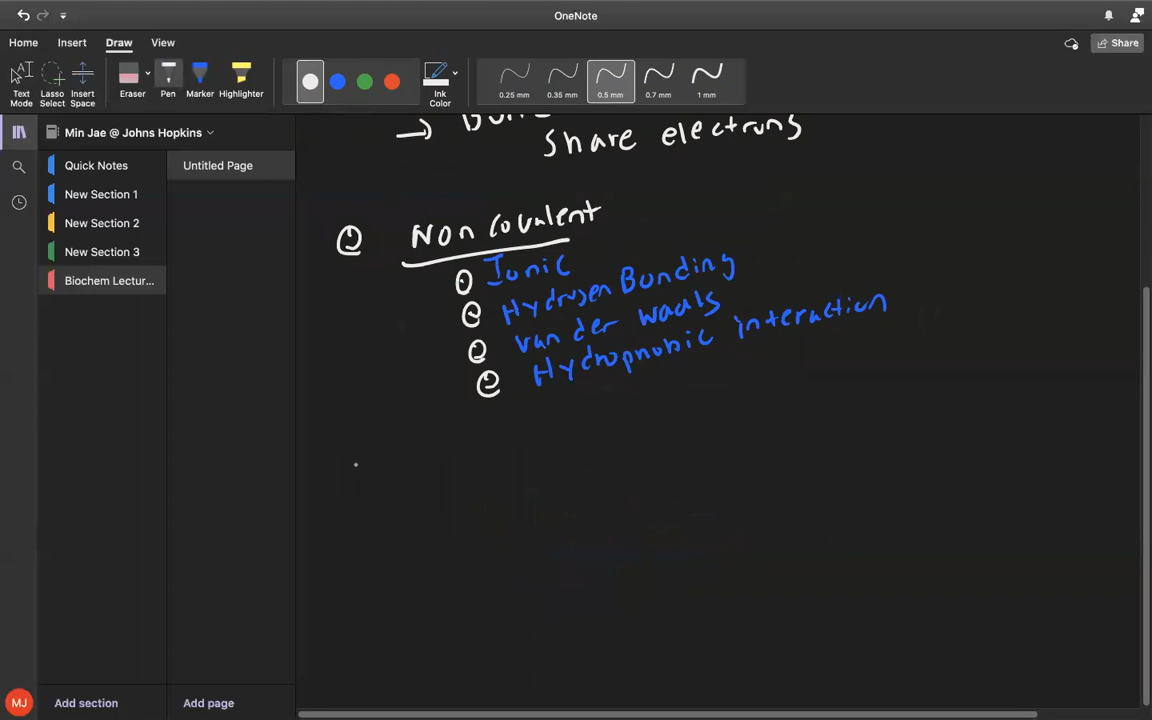 OneNote
Home Insert Draw View
Share
Text Mode
Lasso Select
Insert Space
Eraser
Pen
Marker
Highlighter
Ink Color
0.25 mm
0.35 mm
0.5 mm
0.7 mm
1 mm
Min Jae @ Johns Hopkins
Quick Notes
New Section 1
New Section 2
New Section 3
Biochem Lectur...
Untitled Page
→
Share electrons
Non Covalent
Ionic
Hydrogen Bonding
van der waals
Hydrophobic interaction
MJ
Add section
Add page